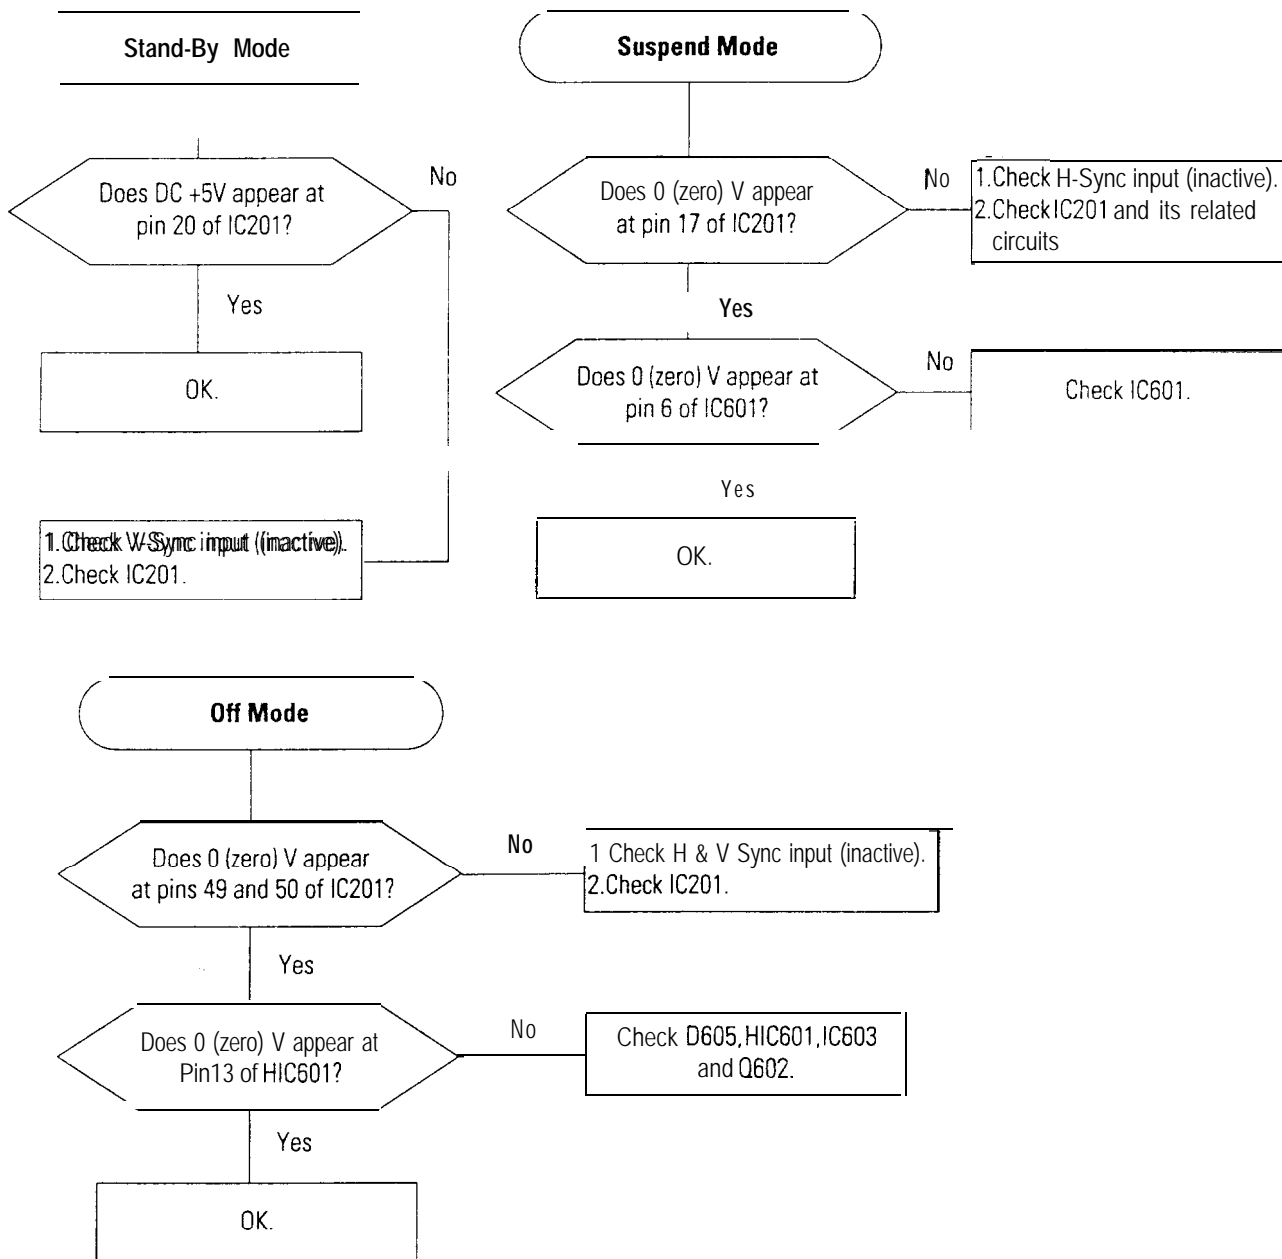 Stand-By Mode
Does DC +5V appear at
pin 20 of IC201?
No
Yes
OK.
1.Check V-Sync input (inactive).
2.Check IC201.
Suspend Mode
Does 0 (zero) V appear
at pin 17 of IC201?
No
1.Check H-Sync input (inactive).
2.Check IC201 and its related
circuits
Yes
Does 0 (zero) V appear at
pin 6 of IC601?
No
Check IC601.
Yes
OK.
Off Mode
Does 0 (zero) V appear
at pins 49 and 50 of IC201?
No
1 Check H & V Sync input (inactive).
2.Check IC201.
Yes
Does 0 (zero) V appear at
Pin13 of HIC601?
No
Check D605,HIC601,IC603
and Q602.
Yes
OK.